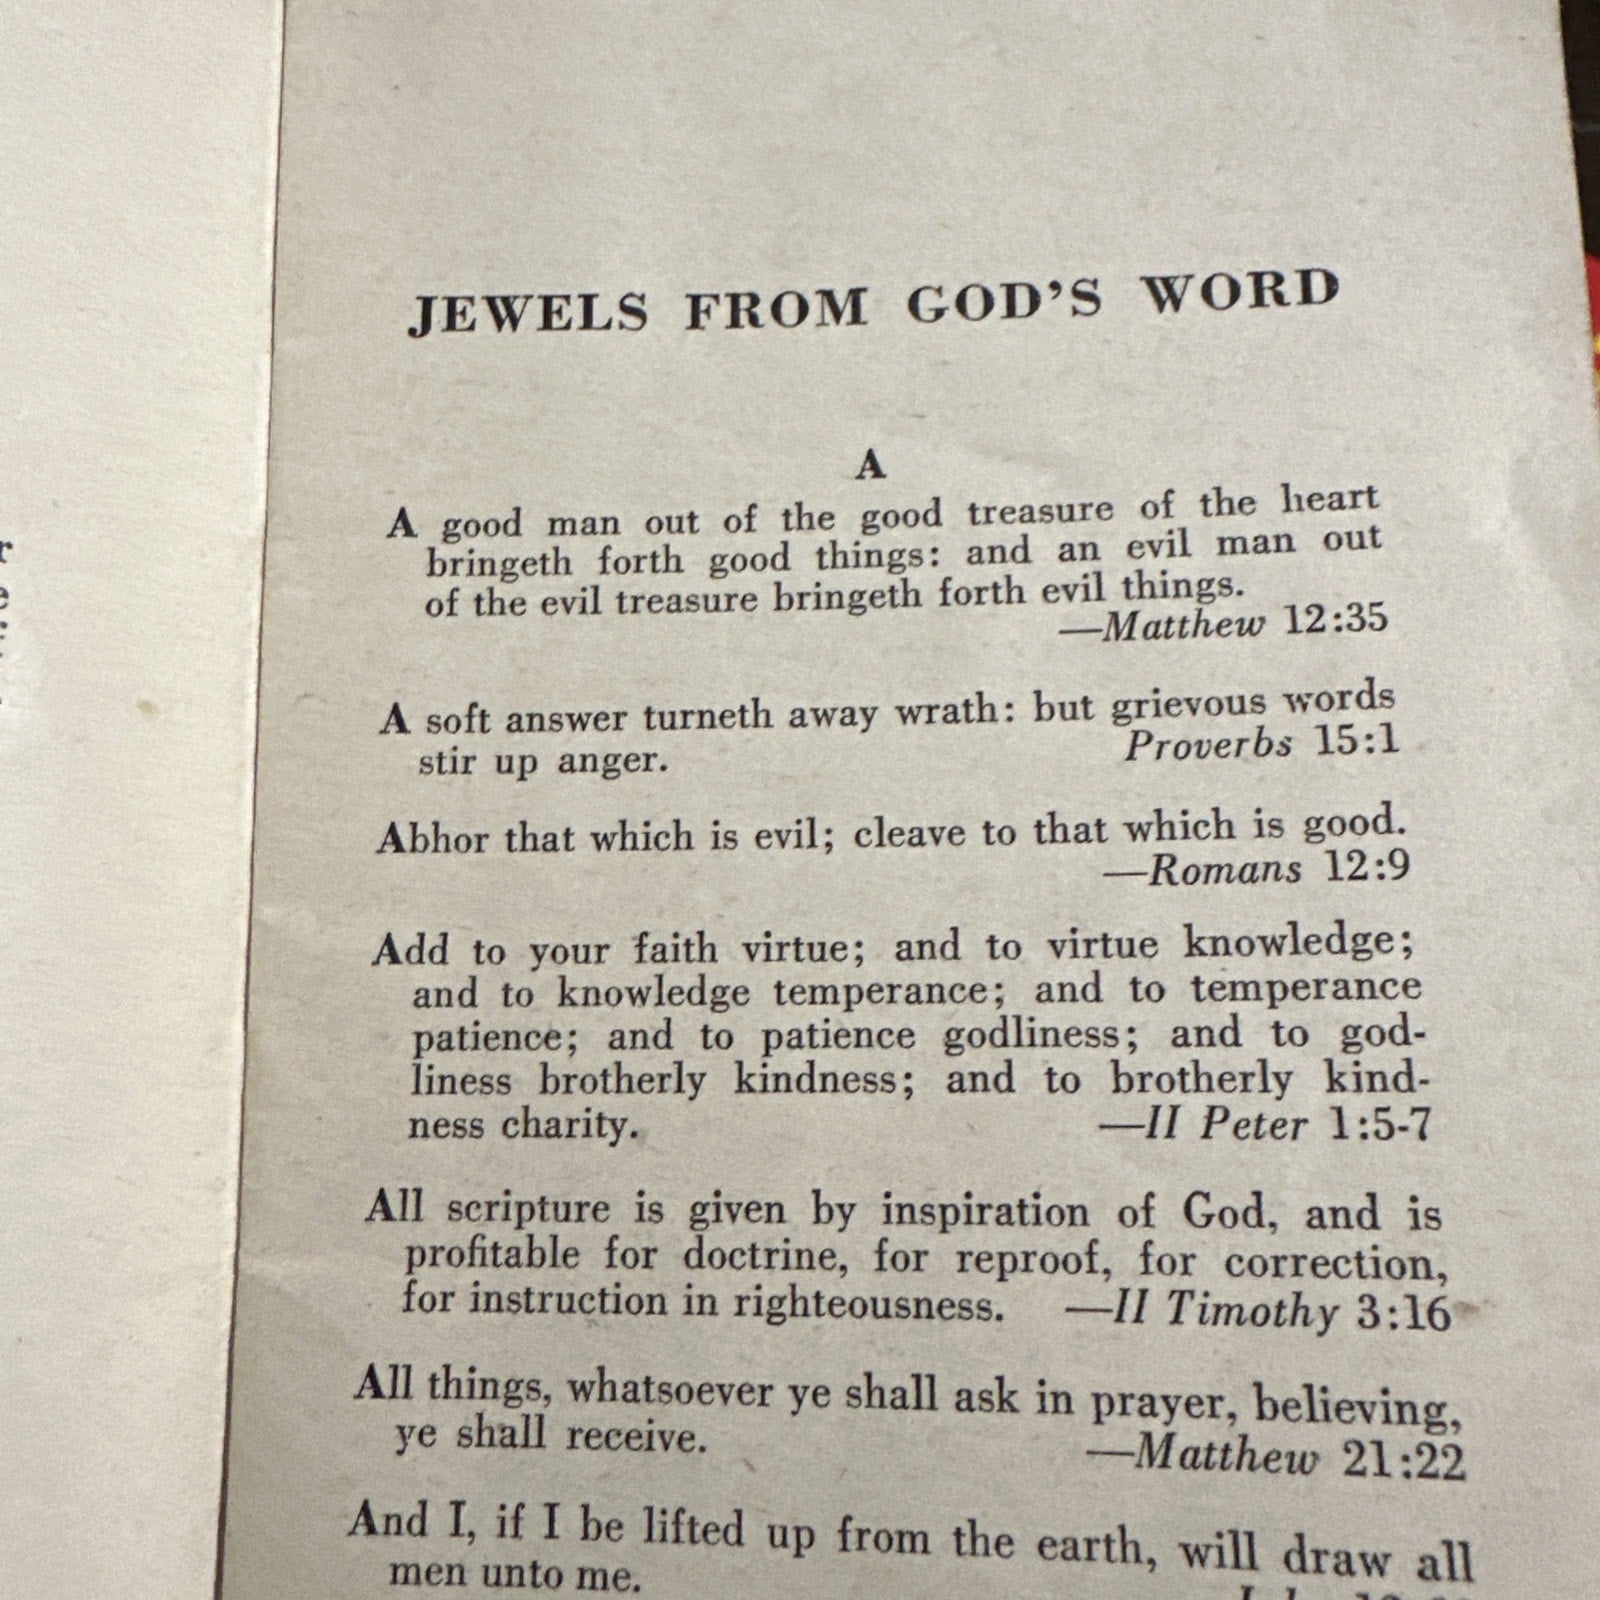 JEWELS FROM GOD'S WORD
A
A good man out of the good treasure of the heart
bringeth forth good things: and an evil man out
of the evil treasure bringeth forth evil things.
—Matthew 12:35
A soft answer turneth away wrath: but grievous words
stir up anger. Proverbs 15:1
Abhor that which is evil; cleave to that which is good.
—Romans 12:9
Add to your faith virtue; and to virtue knowledge;
and to knowledge temperance; and to temperance
patience; and to patience godliness; and to god-
liness brotherly kindness; and to brotherly kind-
ness charity. —II Peter 1:5-7
All scripture is given by inspiration of God, and is
profitable for doctrine, for reproof, for correction,
for instruction in righteousness. —II Timothy 3:16
All things, whatsoever ye shall ask in prayer, believing,
ye shall receive. —Matthew 21:22
And I, if I be lifted up from the earth, will draw all
men unto me.